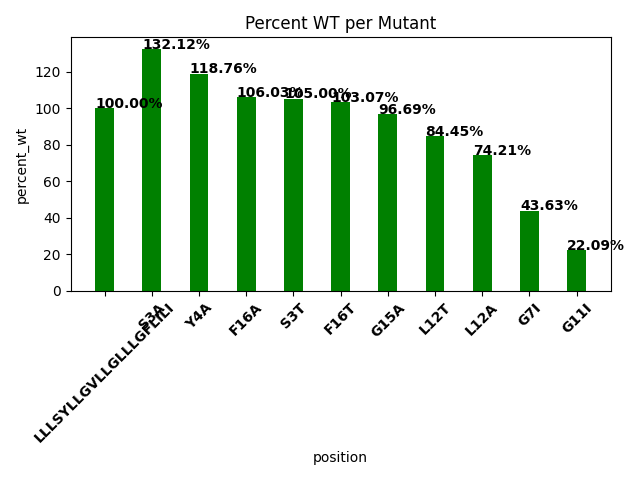 Percent WT per Mutant
132.12%
118.76%
106.03%
105.00%
103.07%
100.00%
96.69%
84.45%
74.21%
43.63%
22.09%
percent_wt
120
100
80
60
40
20
0
LLLSYLLGVLLGLLLGFLILI
S3A
Y4A
F16A
S3T
F16T
G15A
L12T
L12A
G7I
G11I
position